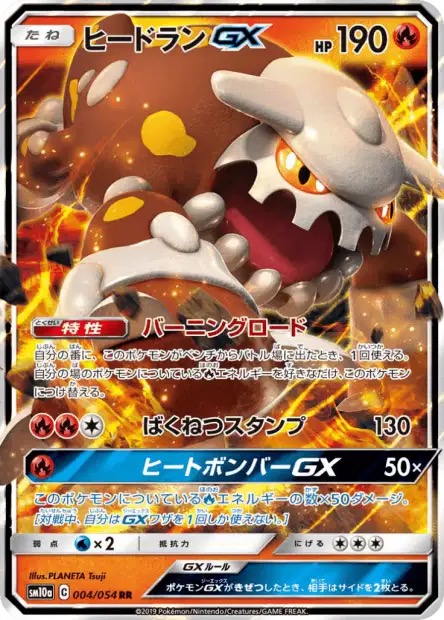 たね ヒードランGX HP 190
とくせい 特性 バーニングロード
自分の番に、このポケモンがベンチからバトル場に出たとき、1回使える。
自分の場のポケモンについている炎エネルギーを好きなだけ、このポケモン
につけ替える。
ばくねつスタンプ 130
ヒートボンバーGX 50×
このポケモンについている炎エネルギーの数×50ダメージ。
[対戦中、自分はGXワザを1回しか使えない。]
弱点 ×2 抵抗力 にげる
Illus. PLANETA Tsuji
GXルール
sm10a C 004/054 RR
ポケモンGXがきぜつしたとき、相手はサイドを2枚とる。
©2019 Pokémon/Nintendo/Creatures/GAME FREAK.